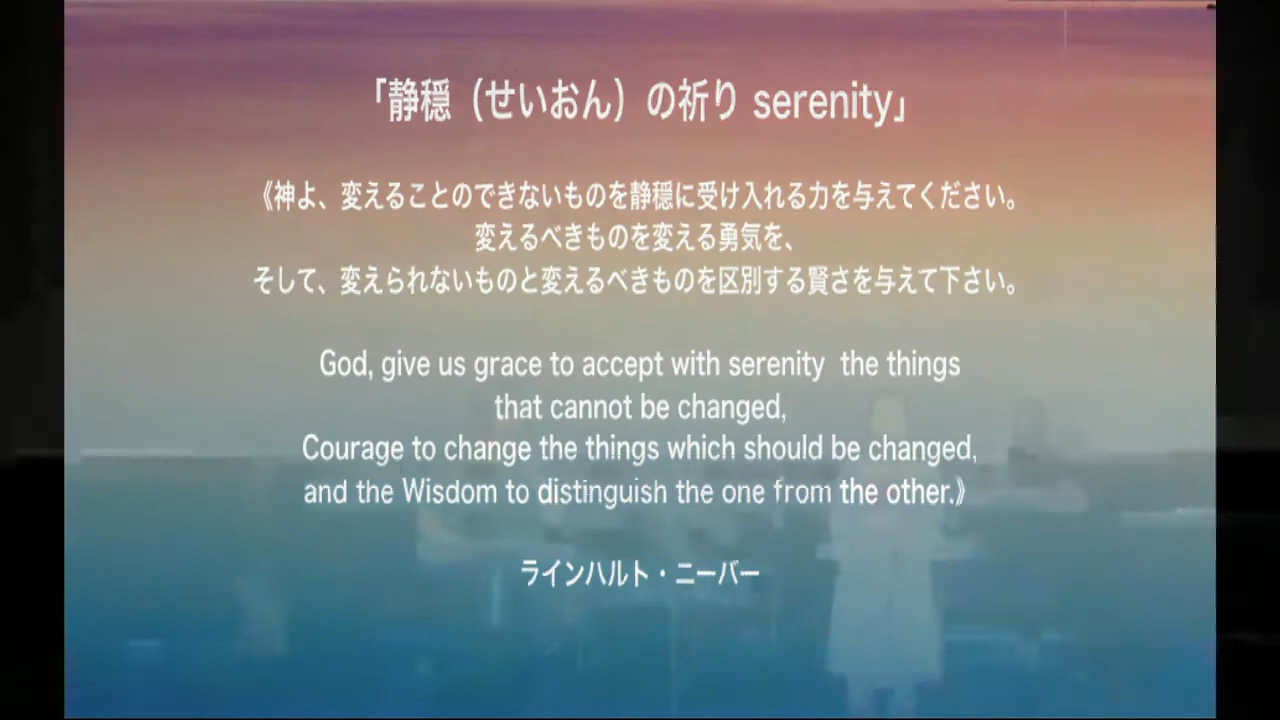 「静穏（せいおん）の祈り serenity」
《神よ、変えることのできないものを静穏に受け入れる力を与えてください。
変えるべきものを変える勇気を、
そして、変えられないものと変えるべきものを区別する賢さを与えて下さい。
God, give us grace to accept with serenity the things
that cannot be changed,
Courage to change the things which should be changed,
and the Wisdom to distinguish the one from the other.》
ラインハルト・ニーバー